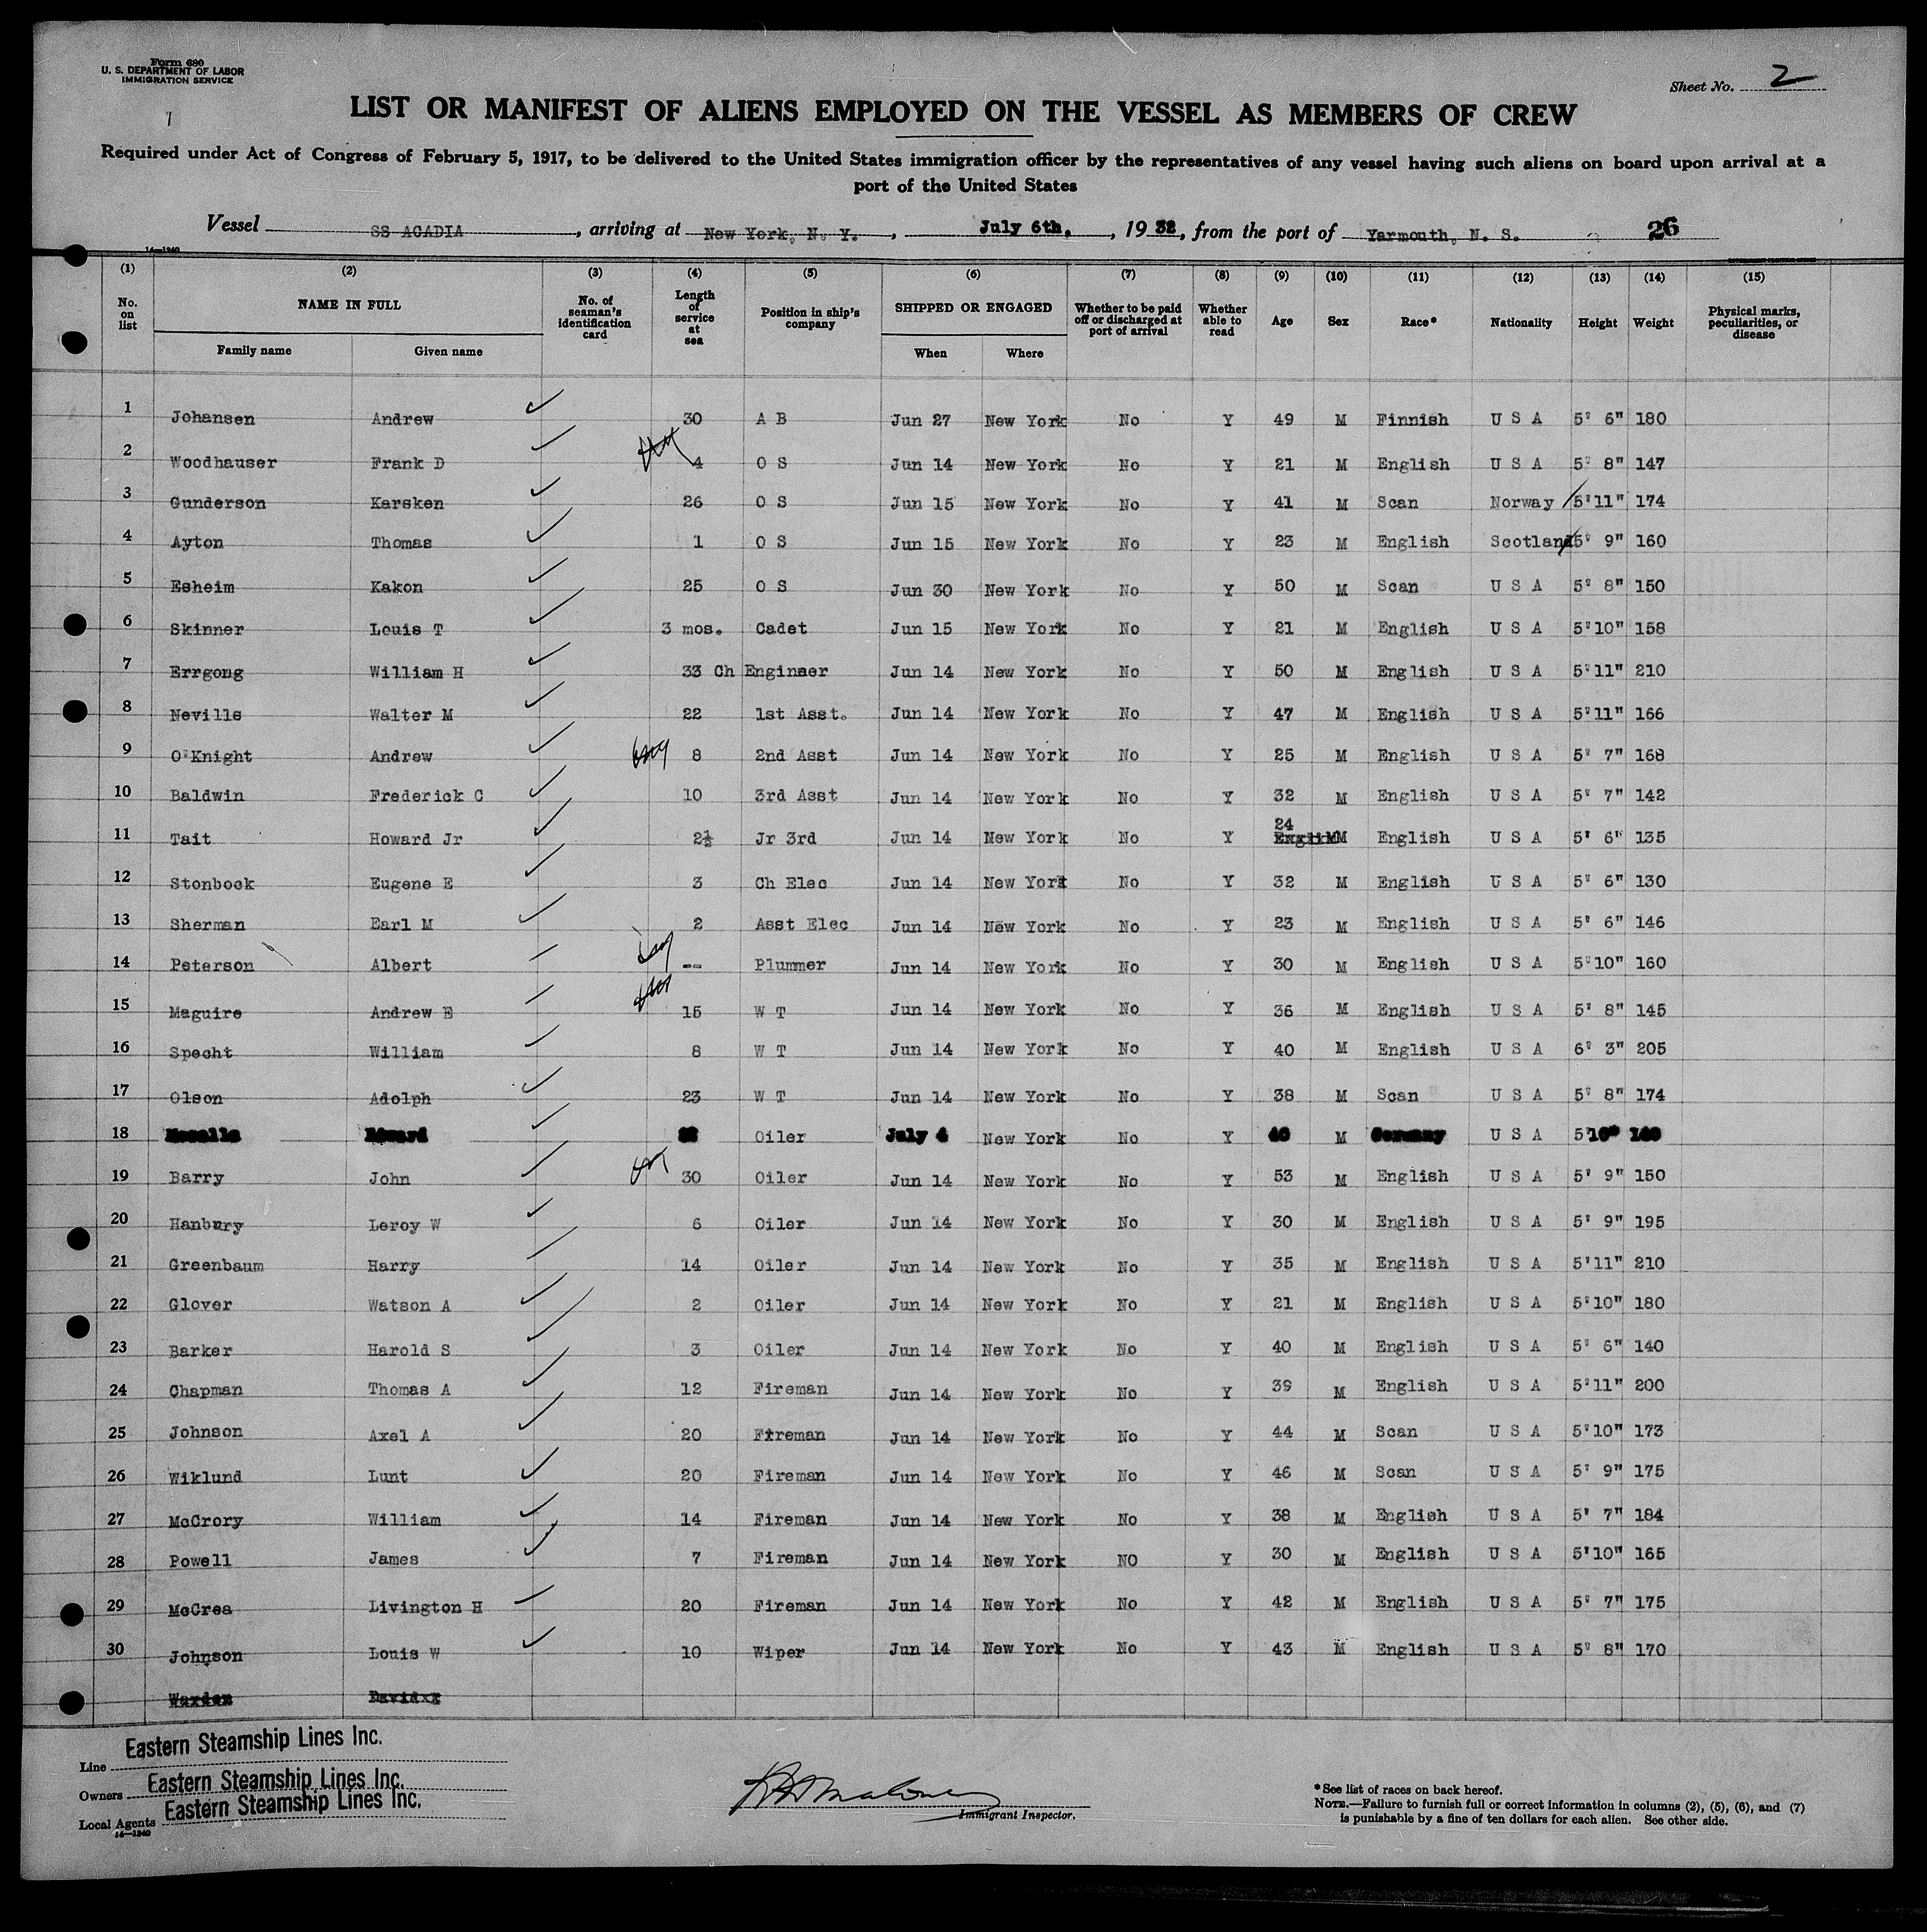 Form 680
U. S. DEPARTMENT OF LABOR
IMMIGRATION SERVICE
Sheet No. 2
LIST OR MANIFEST OF ALIENS EMPLOYED ON THE VESSEL AS MEMBERS OF CREW
Required under Act of Congress of February 5, 1917, to be delivered to the United States immigration officer by the representatives of any vessel having such aliens on board upon arrival at a
port of the United States
Vessel SS ACADIA, arriving at New York, N. Y., July 6th, 1932, from the port of Yarmouth, N. S. 26
14—1240
(1) (2) (3) (4) (5) (6) (7) (8) (9) (10) (11) (12) (13) (14) (15)
No. on list NAME IN FULL Family name Given name No. of seaman's identification card Length of service at sea Position in ship's company SHIPPED OR ENGAGED When Where Whether to be paid off or discharged at port of arrival Whether able to read Age Sex Race* Nationality Height Weight Physical marks, peculiarities, or disease
1 Johansen Andrew 30 A B Jun 27 New York No Y 49 M Finnish U S A 5' 6" 180
2 Woodhauser Frank D 4 O S Jun 14 New York No Y 21 M English U S A 5' 8" 147
3 Gunderson Karsken 26 O S Jun 15 New York No Y 41 M Scan Norway 5'11" 174
4 Ayton Thomas 1 O S Jun 15 New York No Y 23 M English Scotland 5' 9" 160
5 Esheim Kakon 25 O S Jun 30 New York No Y 50 M Scan U S A 5' 8" 150
6 Skinner Louis T 3 mos. Cadet Jun 15 New York No Y 21 M English U S A 5'10" 158
7 Errgong William H 33 Ch Engineer Jun 14 New York No Y 50 M English U S A 5'11" 210
8 Nevills Walter M 22 1st Asst. Jun 14 New York No Y 47 M English U S A 5'11" 166
9 O'Knight Andrew 8 2nd Asst Jun 14 New York No Y 25 M English U S A 5' 7" 168
10 Baldwin Frederick C 10 3rd Asst Jun 14 New York No Y 32 M English U S A 5' 7" 142
11 Tait Howard Jr 2½ Jr 3rd Jun 14 New York No Y 24 M English U S A 5' 6" 135
12 Stonbock Eugene E 3 Ch Elec Jun 14 New York No Y 32 M English U S A 5' 6" 130
13 Sherman Earl M 2 Asst Elec Jun 14 New York No Y 23 M English U S A 5' 6" 146
14 Peterson Albert -- Plummer Jun 14 New York No Y 30 M English U S A 5'10" 160
15 Maguire Andrew E 15 W T Jun 14 New York No Y 36 M English U S A 5' 8" 145
16 Specht William 8 W T Jun 14 New York No Y 40 M English U S A 6' 3" 205
17 Olson Adolph 23 W T Jun 14 New York No Y 38 M Scan U S A 5' 8" 174
18 Edward Oiler July 4 New York No Y 40 M Germany U S A 5'10"
19 Barry John 30 Oiler Jun 14 New York No Y 53 M English U S A 5' 9" 150
20 Hanbury Leroy W 6 Oiler Jun 14 New York No Y 30 M English U S A 5' 9" 195
21 Greenbaum Harry 14 Oiler Jun 14 New York No Y 35 M English U S A 5'11" 210
22 Glover Watson A 2 Oiler Jun 14 New York No Y 21 M English U S A 5'10" 180
23 Barker Harold S 3 Oiler Jun 14 New York No Y 40 M English U S A 5' 6" 140
24 Chapman Thomas A 12 Fireman Jun 14 New York No Y 39 M English U S A 5'11" 200
25 Johnson Axel A 20 Fireman Jun 14 New York No Y 44 M Scan U S A 5'10" 173
26 Wiklund Lunt 20 Fireman Jun 14 New York No Y 46 M Scan U S A 5' 9" 175
27 McCrory William 14 Fireman Jun 14 New York No Y 38 M English U S A 5' 7" 184
28 Powell James 7 Fireman Jun 14 New York NO Y 30 M English U S A 5'10" 165
29 McCrea Livington H 20 Fireman Jun 14 New York No Y 42 M English U S A 5' 7" 175
30 Johnson Louis W 10 Wiper Jun 14 New York No Y 43 M English U S A 5' 8" 170
Line Eastern Steamship Lines Inc.
Owners Eastern Steamship Lines Inc.
Local Agents Eastern Steamship Lines Inc.
14—1240
Immigrant Inspector.
*See list of races on back hereof.
NOTE.—Failure to furnish full or correct information in columns (2), (5), (6), and (7)
is punishable by a fine of ten dollars for each alien. See other side.